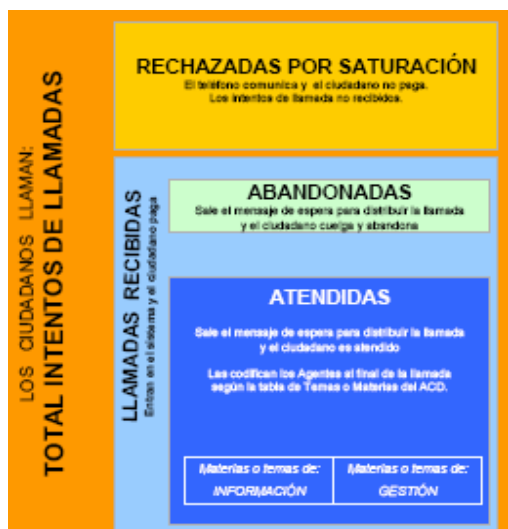 LOS CIUDADANOS LLAMAN:
TOTAL INTENTOS DE LLAMADAS
RECHAZADAS POR SATURACIÓN
El teléfono comunica y el ciudadano no paga.
Los intentos de llamada no recibidos.
LLAMADAS RECIBIDAS
Entran en el sistema y el ciudadano paga
ABANDONADAS
Sale el mensaje de espera para distribuir la llamada
y el ciudadano cuelga y abandona
ATENDIDAS
Sale el mensaje de espera para distribuir la llamada
y el ciudadano es atendido
Las codifican los Agentes al final de la llamada
según la tabla de Temas o Materias del ACD.
Materias o temas de:
INFORMACIÓN
Materias o temas de:
GESTIÓN